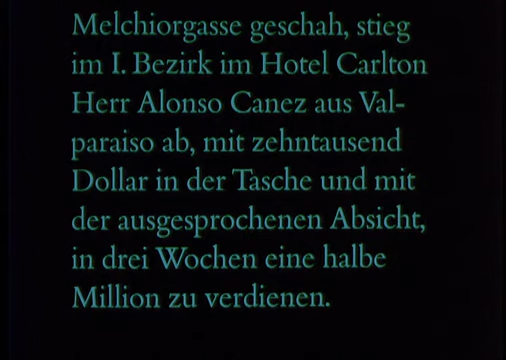 Melchiorgasse geschah, stieg
im I. Bezirk im Hotel Carlton
Herr Alonso Canez aus Val-
paraiso ab, mit zehntausend
Dollar in der Tasche und mit
der ausgesprochenen Absicht,
in drei Wochen eine halbe
Million zu verdienen.